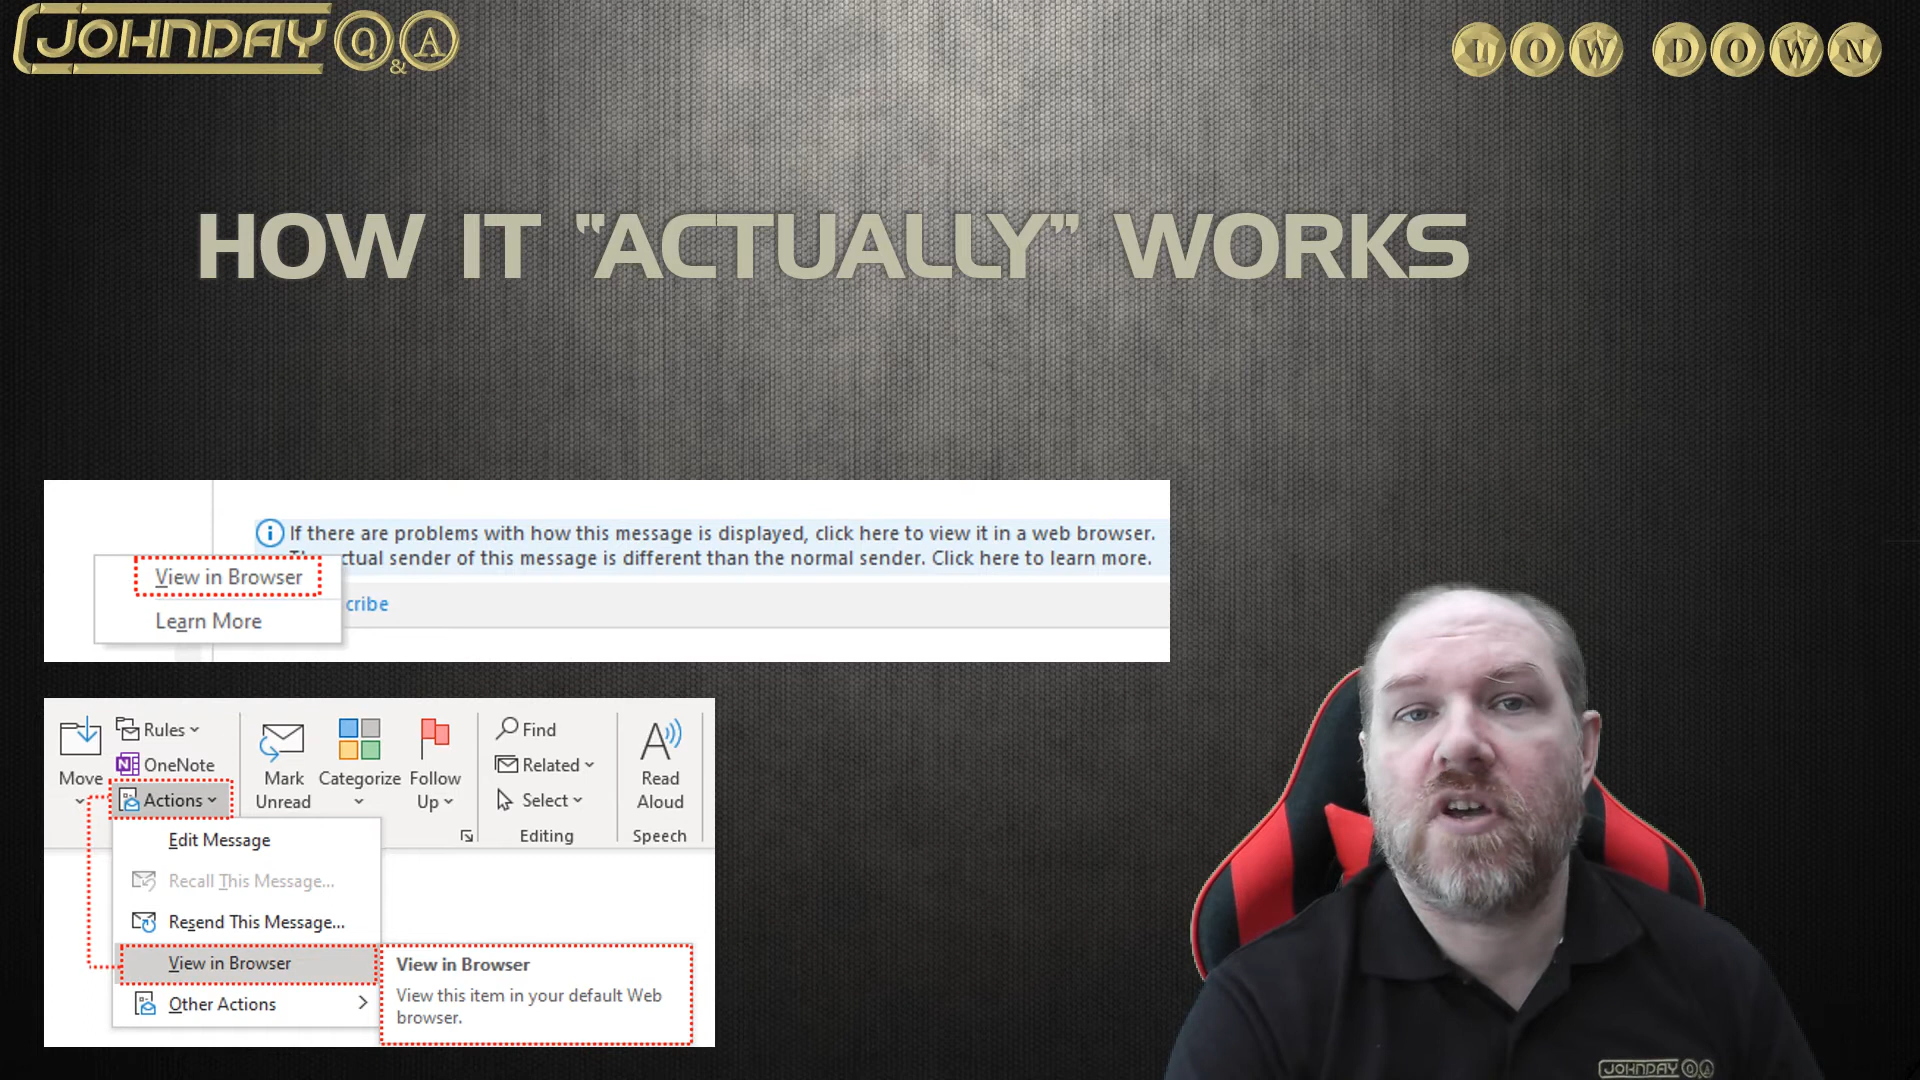 JOHNDAY Q&A
LOW DOWN
HOW IT “ACTUALLY” WORKS
If there are problems with how this message is displayed, click here to view it in a web browser.
ctual sender of this message is different than the normal sender. Click here to learn more.
View in Browser
cribe
Learn More
Rules
Find
OneNote
Related
Move
Mark Unread
Categorize
Follow Up
Read Aloud
Actions
Select
Editing
Speech
Edit Message
Recall This Message...
Resend This Message...
View in Browser
View in Browser
View this item in your default Web
browser.
Other Actions
JOHNDAY Q&A